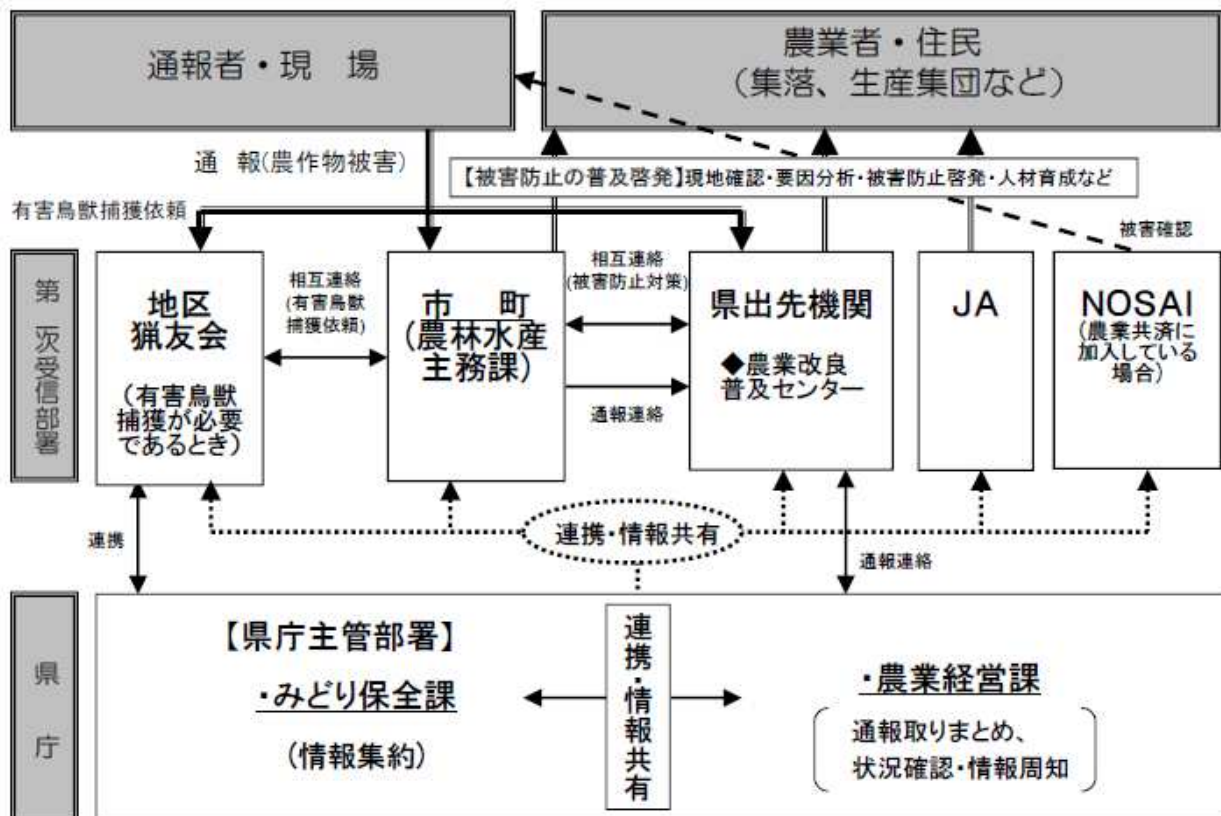 通報者・現　場
農業者・住民
（集落、生産集団など）
通　報(農作物被害)
【被害防止の普及啓発】現地確認・要因分析・被害防止啓発・人材育成など
有害鳥獣捕獲依頼
被害確認
第　次受信部署
地区
猟友会
（有害鳥獣
捕獲が必要
であるとき）
相互連絡
(有害鳥獣
捕獲依頼)
市　町
(農林水産
主務課)
相互連絡
(被害防止対策)
通報連絡
県出先機関
◆農業改良
普及センター
JA
NOSAI
(農業共済に
加入している
場合)
連携・情報共有
連携
通報連絡
県　庁
【県庁主管部署】
・みどり保全課
(情報集約)
連携・情報共有
・農業経営課
通報取りまとめ、
状況確認・情報周知